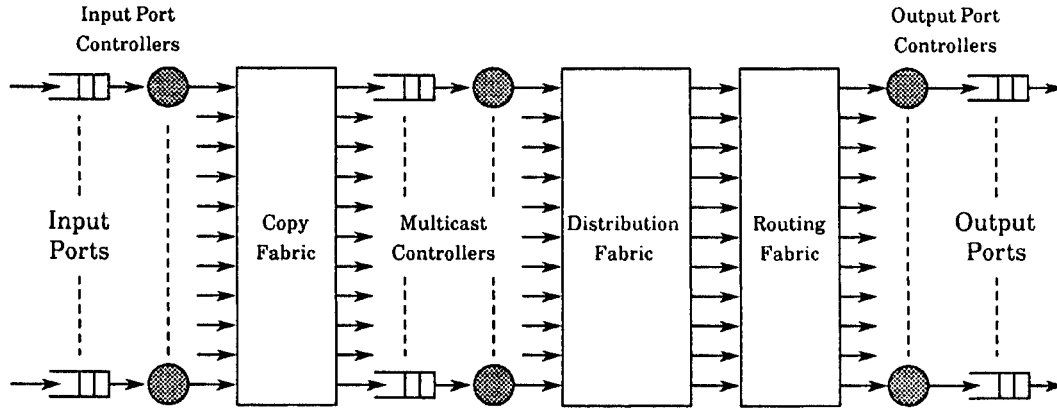 Input Port
Controllers
Output Port
Controllers
Input
Ports
Copy
Fabric
Multicast
Controllers
Distribution
Fabric
Routing
Fabric
Output
Ports